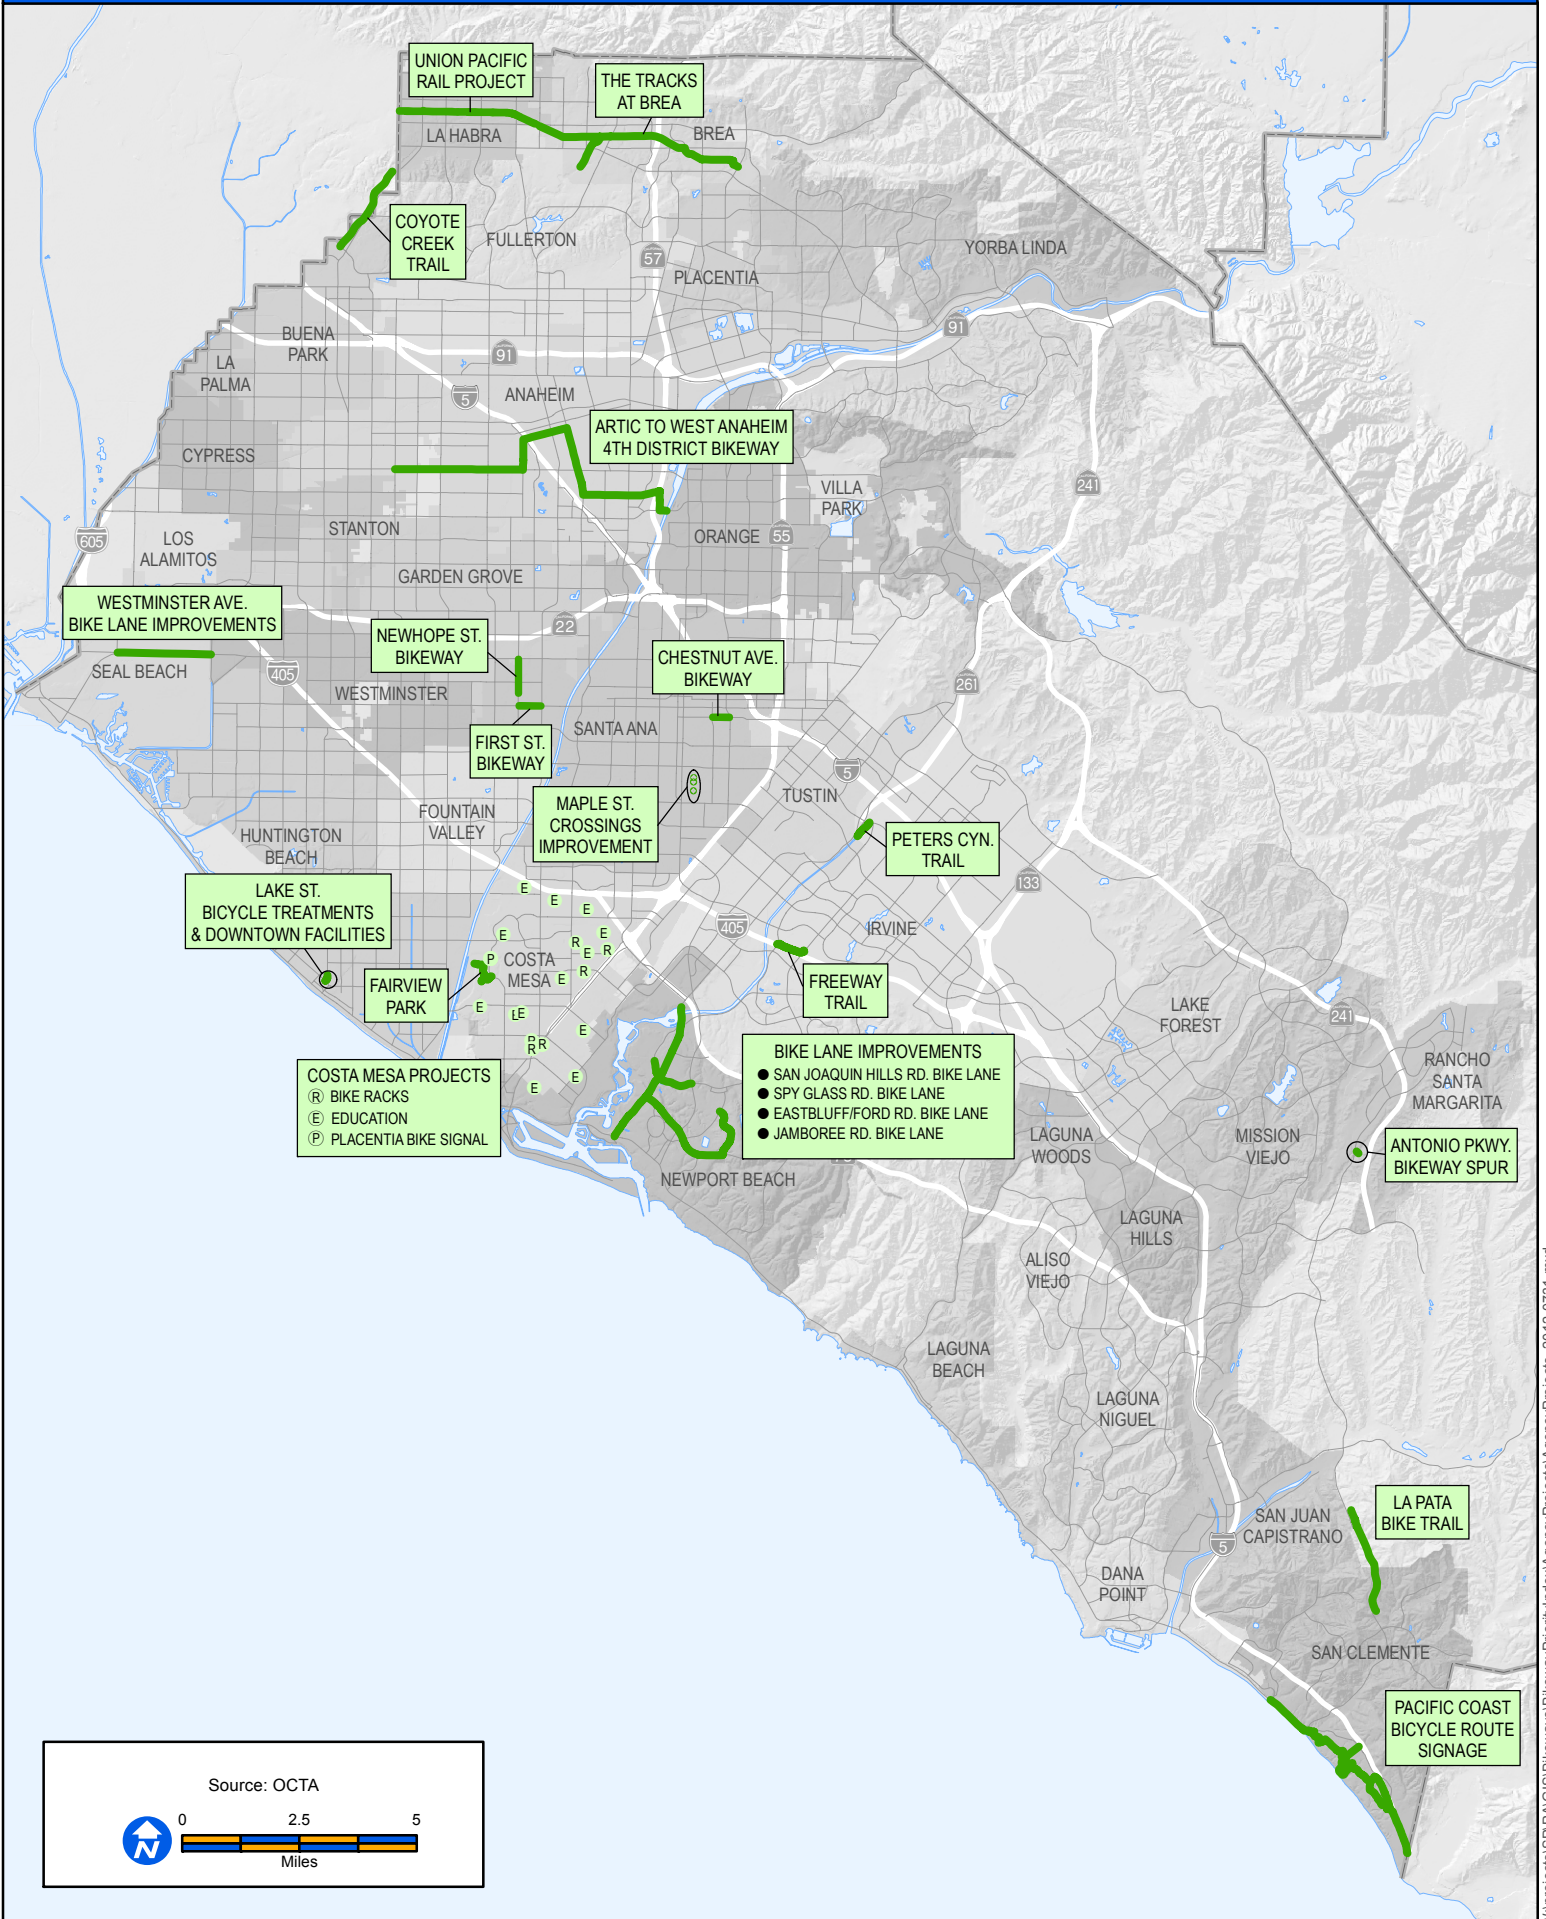 UNION PACIFIC
RAIL PROJECT
THE TRACKS
AT BREA
LA HABRA
BREA
COYOTE
CREEK
TRAIL
FULLERTON
YORBA LINDA
57
PLACENTIA
BUENA
PARK
91
91
LA
PALMA
5
ANAHEIM
ARTIC TO WEST ANAHEIM
4TH DISTRICT BIKEWAY
CYPRESS
241
VILLA
PARK
STANTON
ORANGE
55
605
LOS
ALAMITOS
GARDEN GROVE
WESTMINSTER AVE.
BIKE LANE IMPROVEMENTS
22
NEWHOPE ST.
BIKEWAY
CHESTNUT AVE.
BIKEWAY
SEAL BEACH
405
WESTMINSTER
261
SANTA ANA
FIRST ST.
BIKEWAY
5
TUSTIN
MAPLE ST.
CROSSINGS
IMPROVEMENT
FOUNTAIN
VALLEY
HUNTINGTON
BEACH
PETERS CYN.
TRAIL
133
LAKE ST.
BICYCLE TREATMENTS
& DOWNTOWN FACILITIES
E
E
E
405
IRVINE
E
E
R
E
R
P
COSTA
MESA
E
R
FAIRVIEW
PARK
FREEWAY
TRAIL
E
E
E
E
R
R
R
LAKE
FOREST
241
BIKE LANE IMPROVEMENTS
● SAN JOAQUIN HILLS RD. BIKE LANE
● SPY GLASS RD. BIKE LANE
● EASTBLUFF/FORD RD. BIKE LANE
● JAMBOREE RD. BIKE LANE
RANCHO
SANTA
MARGARITA
COSTA MESA PROJECTS
Ⓡ BIKE RACKS
Ⓔ EDUCATION
Ⓟ PLACENTIA BIKE SIGNAL
E
E
LAGUNA
WOODS
MISSION
VIEJO
ANTONIO PKWY.
BIKEWAY SPUR
NEWPORT BEACH
LAGUNA
HILLS
ALISO
VIEJO
LAGUNA
BEACH
LAGUNA
NIGUEL
LA PATA
BIKE TRAIL
SAN JUAN
CAPISTRANO
5
DANA
POINT
SAN CLEMENTE
PACIFIC COAST
BICYCLE ROUTE
SIGNAGE
Source: OCTA
0 2.5 5
N
Miles